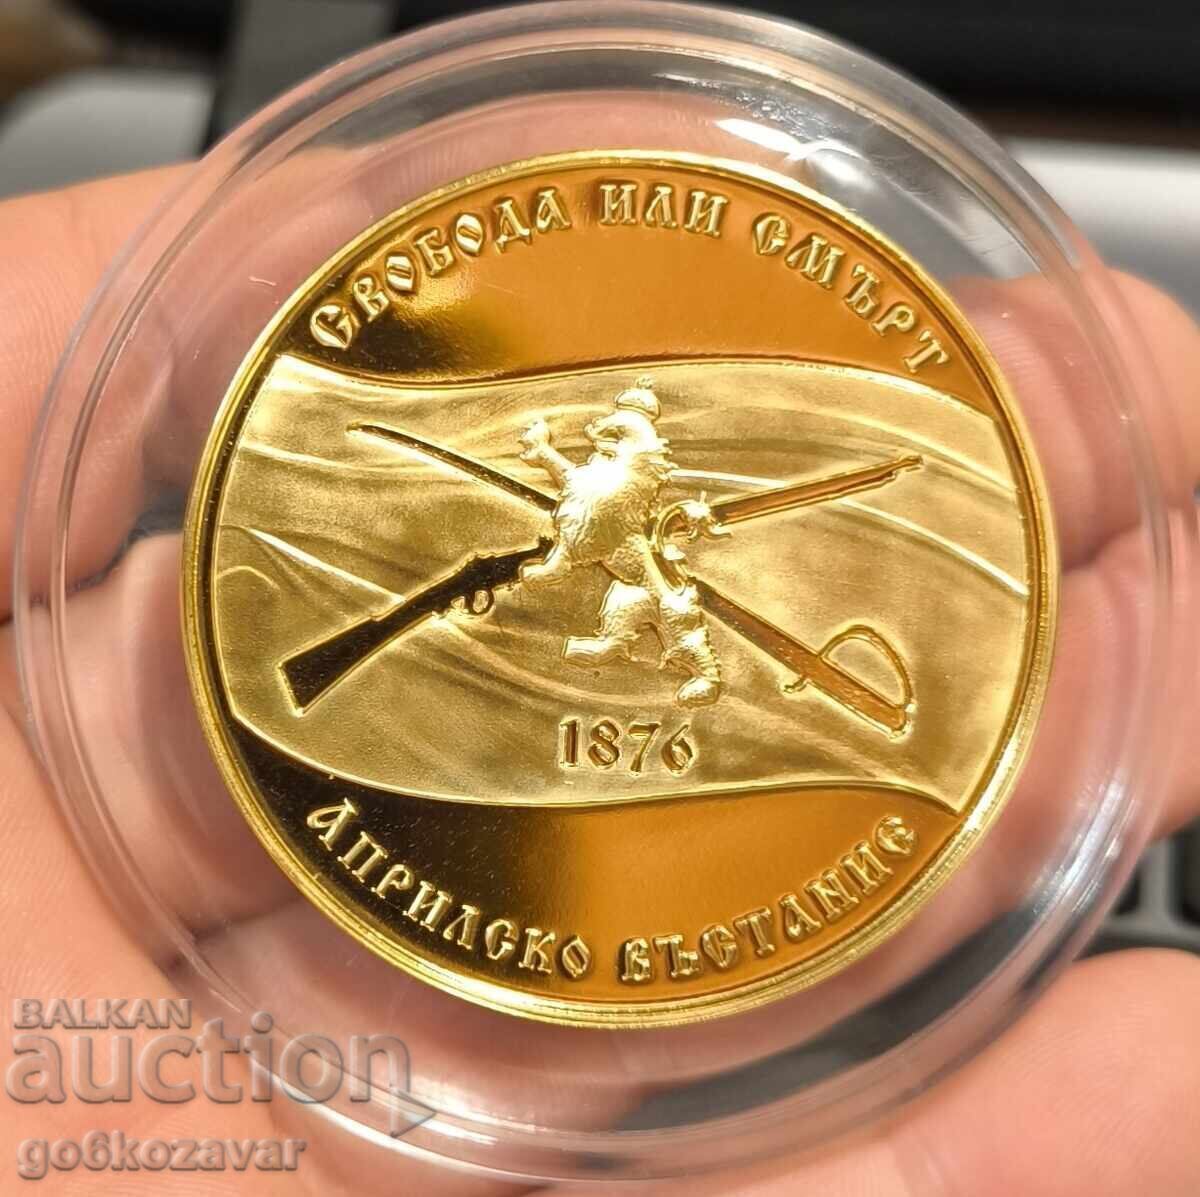 Свобода или смърт
1876
Априлско въстание
BALKAN
auction
go6kozavar